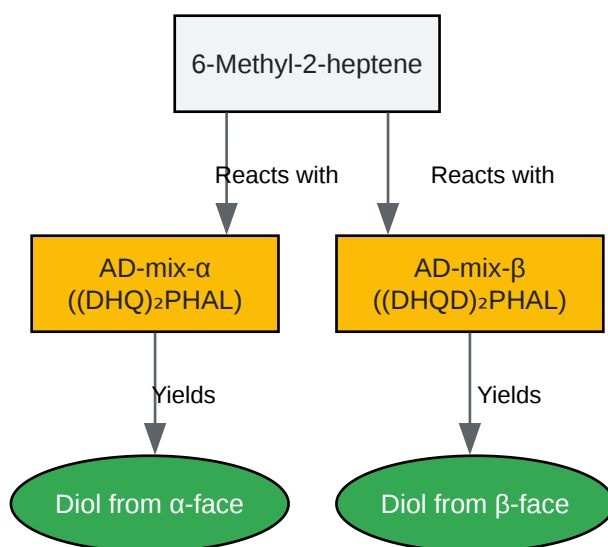 6-Methyl-2-heptene
Reacts with
Reacts with
AD-mix-α
((DHQ)₂PHAL)
AD-mix-β
((DHQD)₂PHAL)
Yields
Yields
Diol from α-face
Diol from β-face